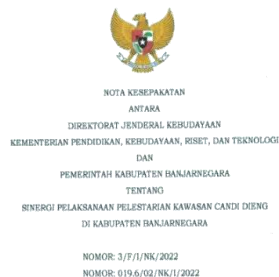 NOTA KESEPAKATAN
ANTARA
DIREKTORAT JENDERAL KEBUDAYAAN
KEMENTERIAN PENDIDIKAN, KEBUDAYAAN, RISET, DAN TEKNOLOGI
DAN
PEMERINTAH KABUPATEN BANJARNEGARA
TENTANG
SINERGI PELAKSANAAN PELESTARIAN KAWASAN CANDI DIENG
DI KABUPATEN BANJARNEGARA
NOMOR: 3/F/1/NK/2022
NOMOR: 019.6/02/NK/1/2022